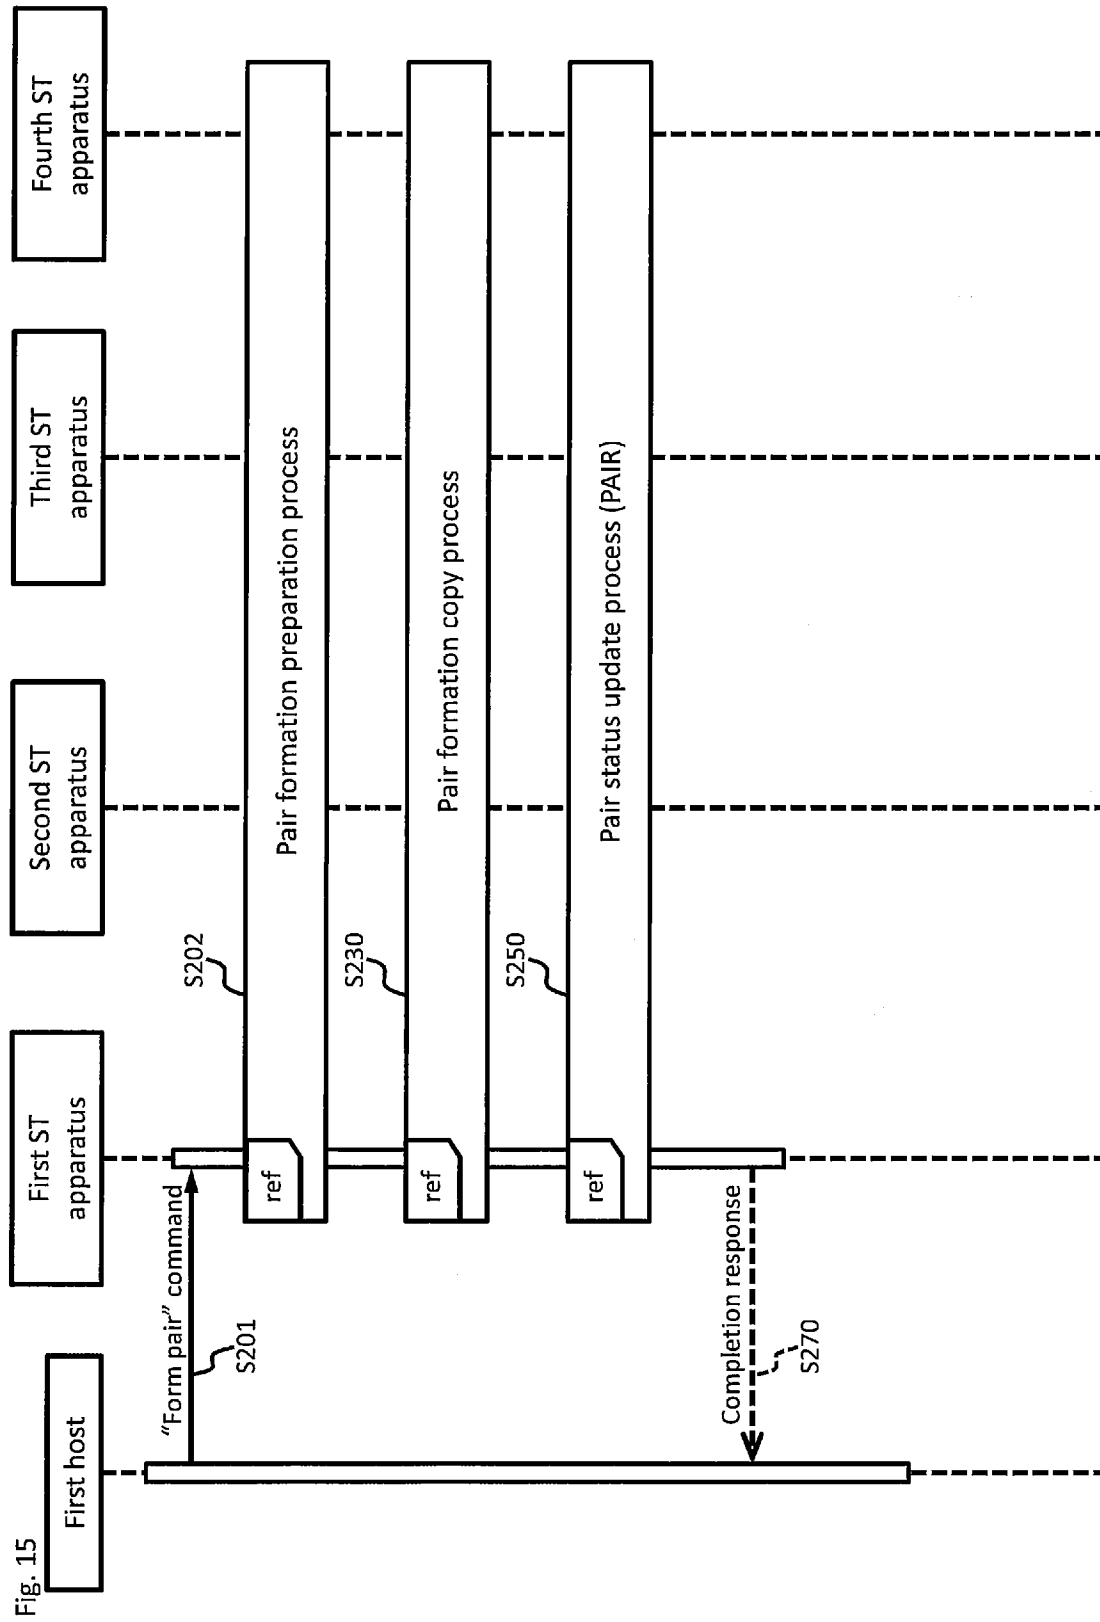 Fig. 15
First host
First ST
apparatus
Second ST
apparatus
Third ST
apparatus
Fourth ST
apparatus
“Form pair” command
S201
S202
ref
Pair formation preparation process
S230
ref
Pair formation copy process
S250
ref
Pair status update process (PAIR)
Completion response
S270